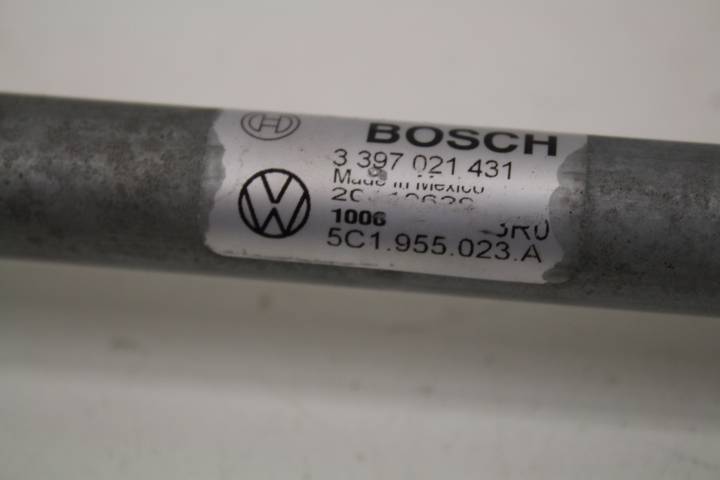 BOSCH
3 397 021 431
Made in Mexico
1006
5C1.955.023.A